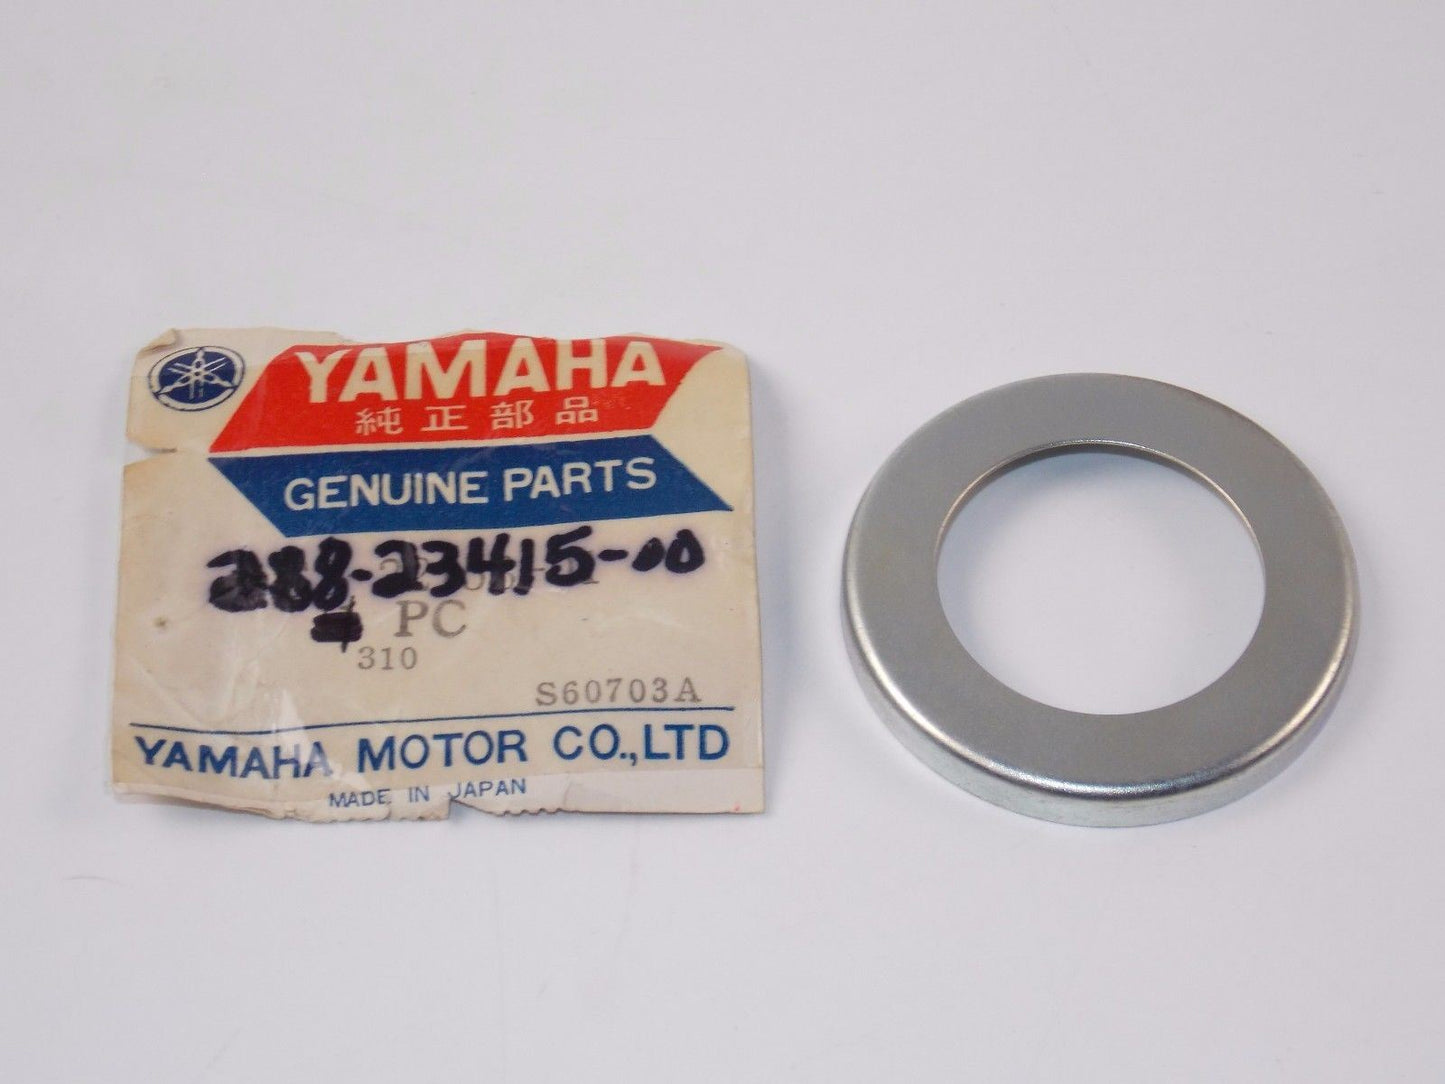 YAMAHA
純正部品
GENUINE PARTS
288-23415-00
PC
310
S60703A
YAMAHA MOTOR CO.,LTD
MADE IN JAPAN